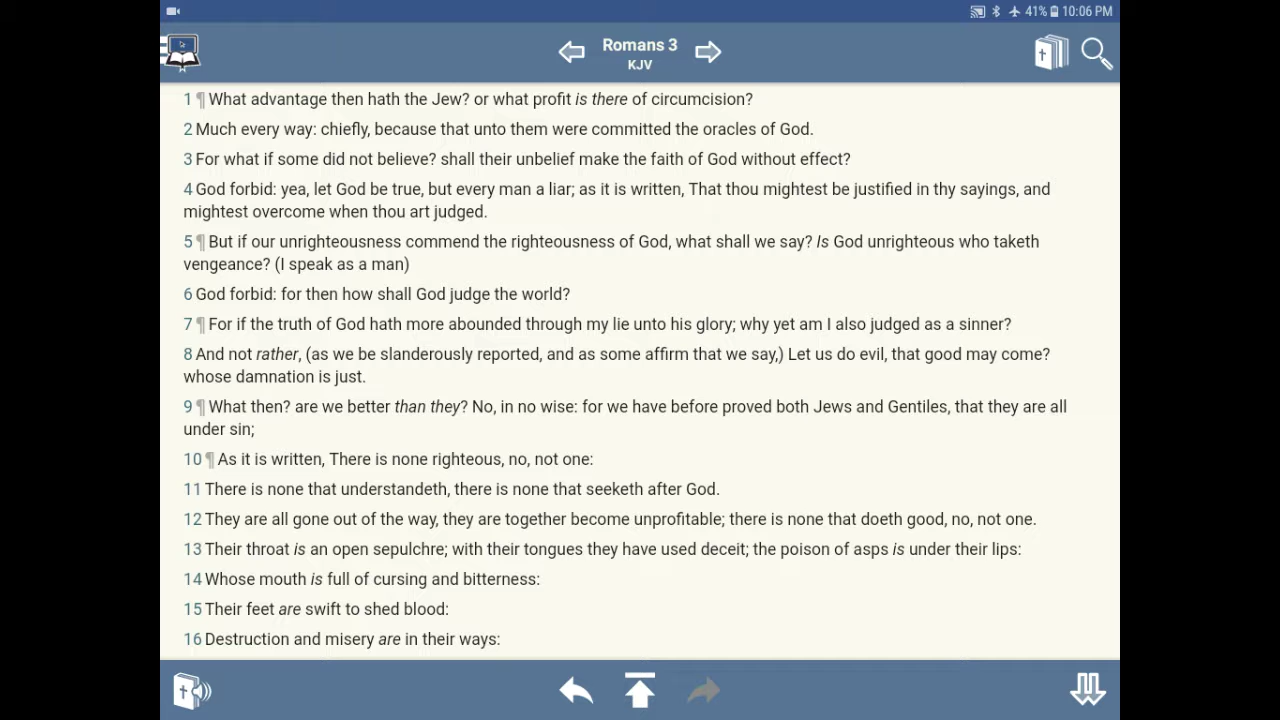 41% 10:06 PM
Romans 3
KJV
1 ¶ What advantage then hath the Jew? or what profit is there of circumcision?
2 Much every way: chiefly, because that unto them were committed the oracles of God.
3 For what if some did not believe? shall their unbelief make the faith of God without effect?
4 God forbid: yea, let God be true, but every man a liar; as it is written, That thou mightest be justified in thy sayings, and
mightest overcome when thou art judged.
5 ¶ But if our unrighteousness commend the righteousness of God, what shall we say? Is God unrighteous who taketh
vengeance? (I speak as a man)
6 God forbid: for then how shall God judge the world?
7 ¶ For if the truth of God hath more abounded through my lie unto his glory; why yet am I also judged as a sinner?
8 And not rather, (as we be slanderously reported, and as some affirm that we say,) Let us do evil, that good may come?
whose damnation is just.
9 ¶ What then? are we better than they? No, in no wise: for we have before proved both Jews and Gentiles, that they are all
under sin;
10 ¶ As it is written, There is none righteous, no, not one:
11 There is none that understandeth, there is none that seeketh after God.
12 They are all gone out of the way, they are together become unprofitable; there is none that doeth good, no, not one.
13 Their throat is an open sepulchre; with their tongues they have used deceit; the poison of asps is under their lips:
14 Whose mouth is full of cursing and bitterness:
15 Their feet are swift to shed blood:
16 Destruction and misery are in their ways: